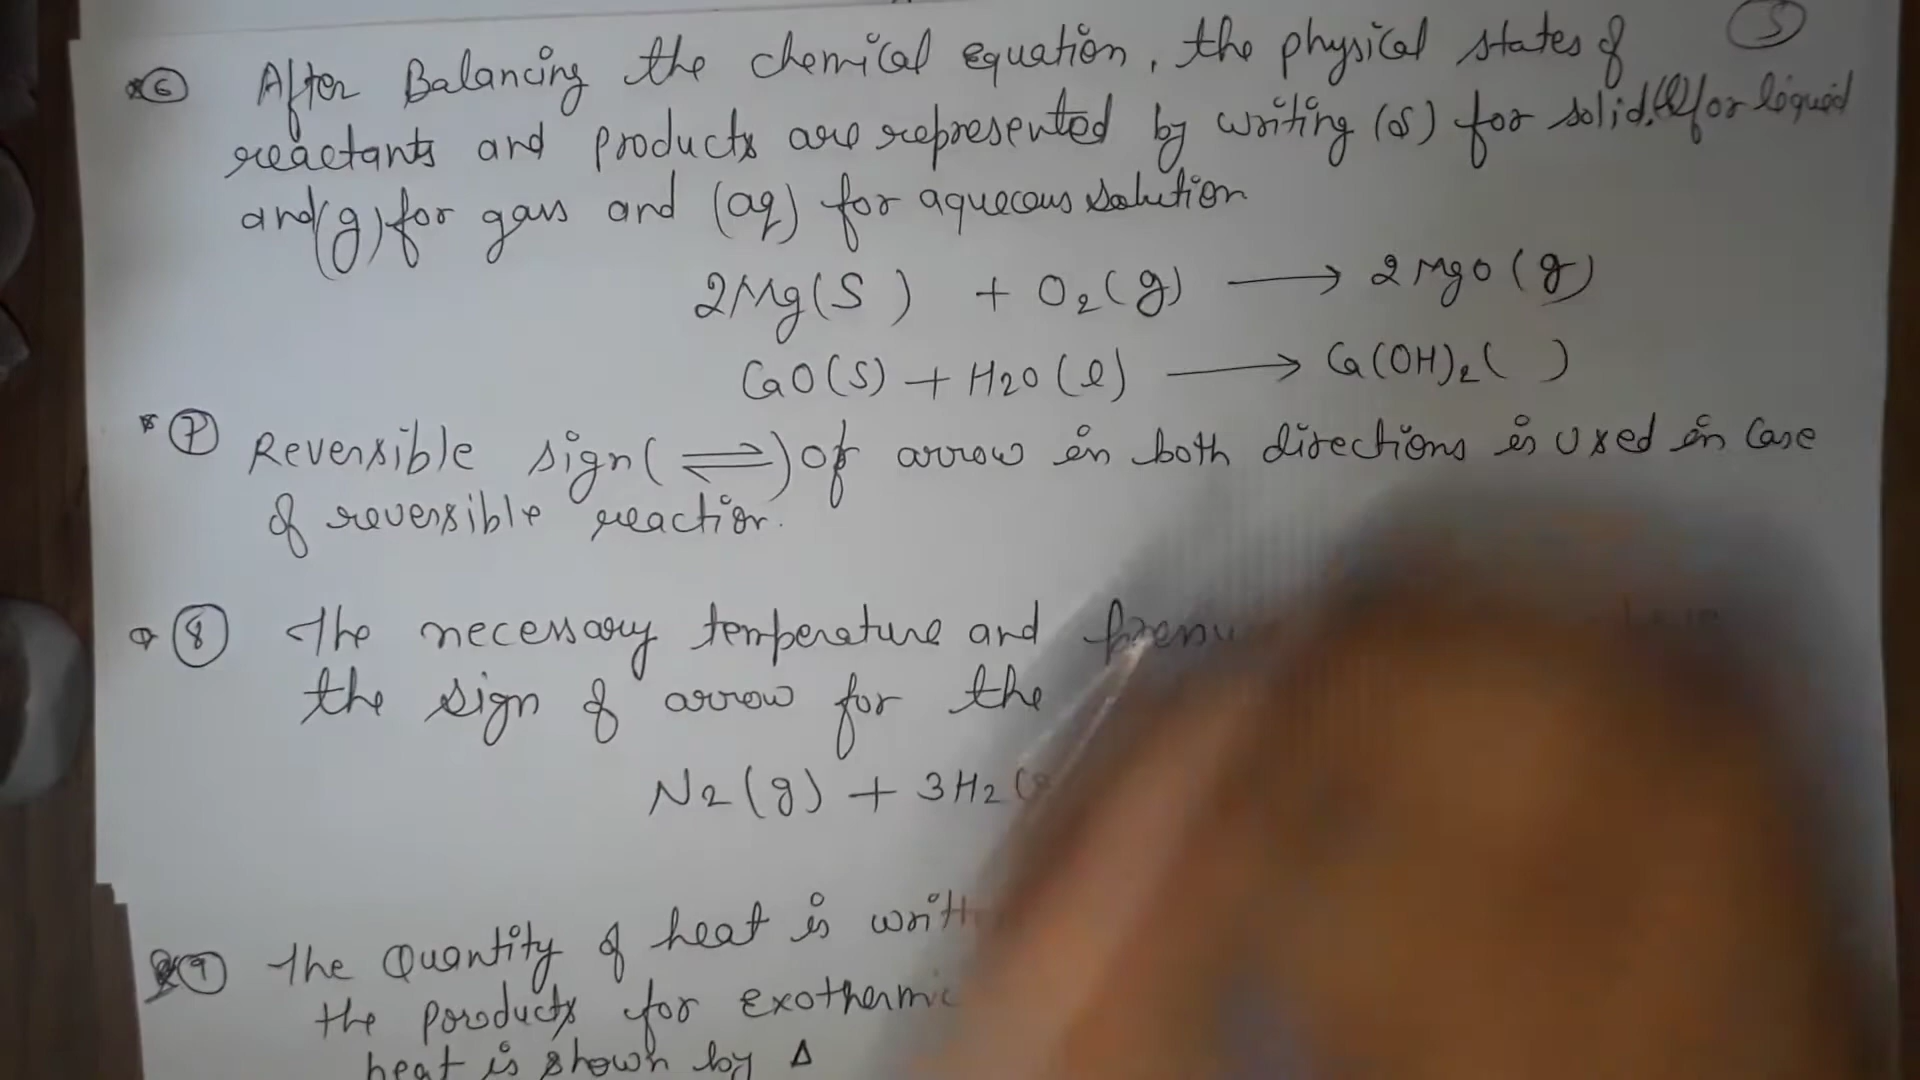 5
6 After Balancing the chemical equation, the physical states of
reactants and products are represented by writing (s) for solid, (l) for liquid
and (g) for gas and (aq) for aquecous solution
2Mg(S) + O2(g) ⟶ 2MgO(g)
CaO(S) + H2O(l) ⟶ Ca(OH)2( )
7 Reversible sign(⇌) of arrow in both directions is used in case
of reversible reaction.
8 The necessary temperature and
the sign of arrow for the
N2(g) + 3H2(
9 The Quantity of heat is
the products for exothermic
heat is shown by Δ